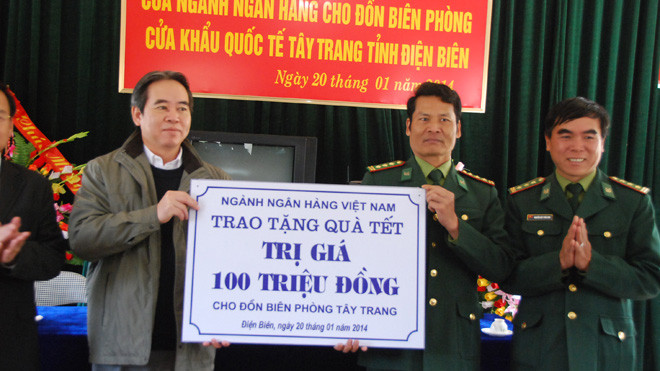 CỦA NGÀNH NGÂN HÀNG CHO ĐỒN BIÊN PHÒNG
CỬA KHẨU QUỐC TẾ TÂY TRANG TỈNH ĐIỆN BIÊN
Ngày 20 tháng 01 năm 2014
NGÀNH NGÂN HÀNG VIỆT NAM
TRAO TẶNG QUÀ TẾT
TRỊ GIÁ
100 TRIỆU ĐỒNG
CHO ĐỒN BIÊN PHÒNG TÂY TRANG
Điện Biên, ngày 20 tháng 01 năm 2014